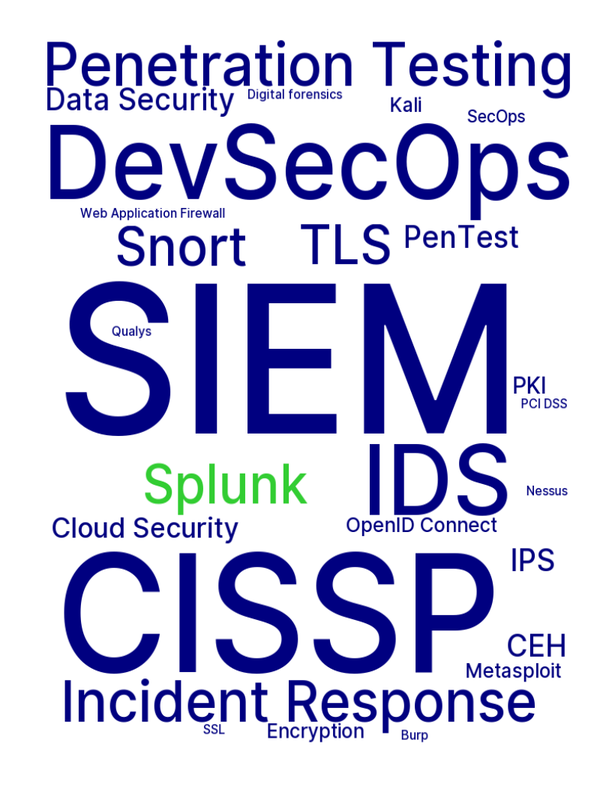 Penetration Testing
Data Security
Digital forensics
Kali
SecOps
DevSecOps
Web Application Firewall
Snort
TLS
PenTest
SIEM
Qualys
PKI
PCI DSS
IDS
Splunk
Nessus
Cloud Security
OpenID Connect
CISSP
IPS
CEH
Metasploit
Incident Response
SSL
Encryption
Burp